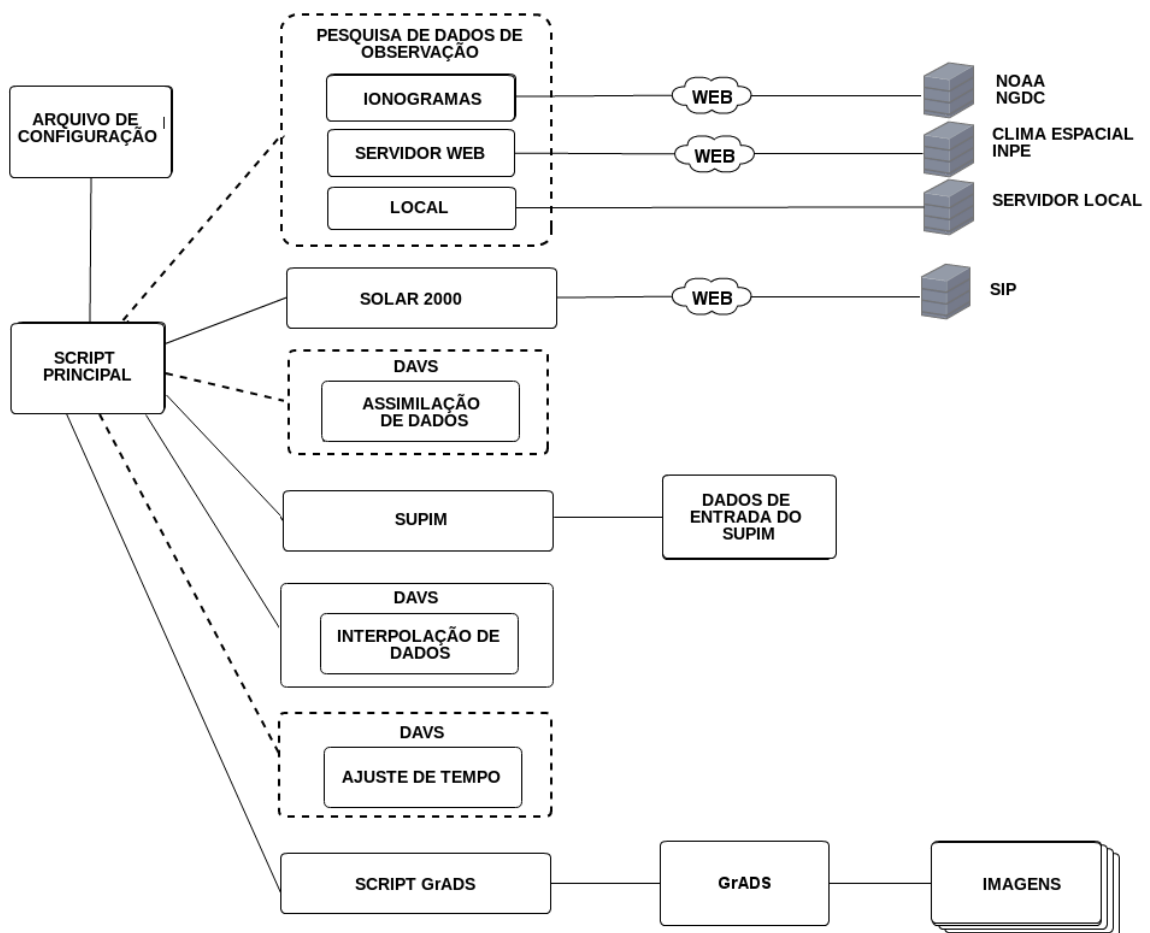 PESQUISA DE DADOS DE
OBSERVAÇÃO
ARQUIVO DE
CONFIGURAÇÃO
IONOGRAMAS
WEB
NOAA
NGDC
SERVIDOR WEB
WEB
CLIMA ESPACIAL
INPE
LOCAL
SERVIDOR LOCAL
SOLAR 2000
WEB
SIP
SCRIPT
PRINCIPAL
DAVS
ASSIMILAÇÃO
DE DADOS
SUPIM
DADOS DE
ENTRADA DO
SUPIM
DAVS
INTERPOLAÇÃO DE
DADOS
DAVS
AJUSTE DE TEMPO
SCRIPT GrADS
GrADS
IMAGENS